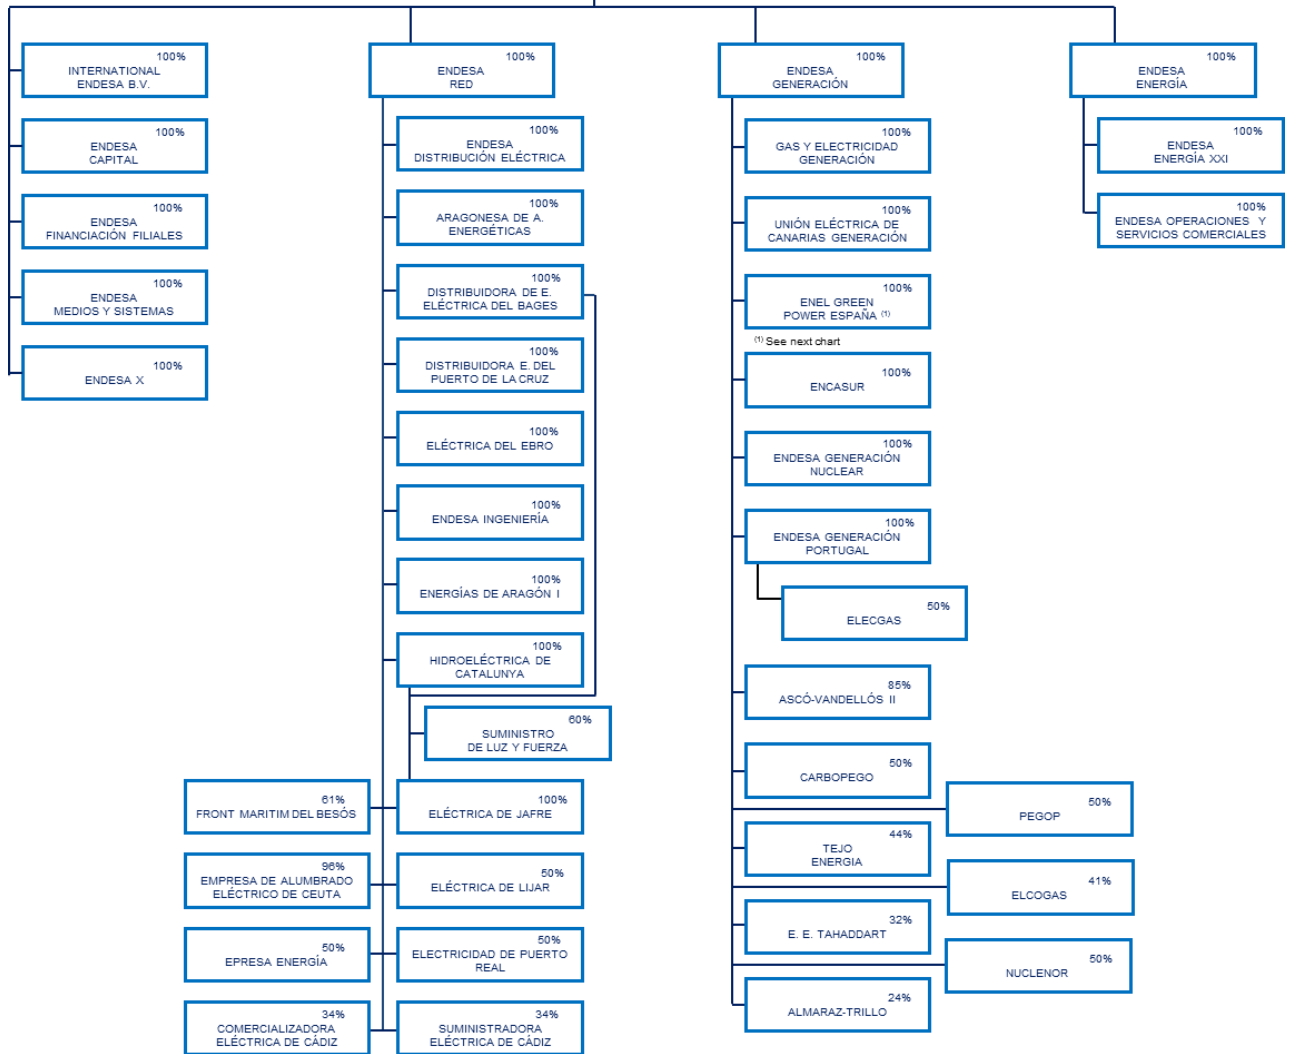 100%
INTERNATIONAL
ENDESA B.V.
100%
ENDESA
CAPITAL
100%
ENDESA
FINANCIACIÓN FILIALES
100%
ENDESA
MEDIOS Y SISTEMAS
100%
ENDESA X
100%
ENDESA
RED
100%
ENDESA
DISTRIBUCIÓN ELÉCTRICA
100%
ARAGONESA DE A.
ENERGÉTICAS
100%
DISTRIBUIDORA DE E.
ELÉCTRICA DEL BAGES
100%
DISTRIBUIDORA E. DEL
PUERTO DE LA CRUZ
100%
ELÉCTRICA DEL EBRO
100%
ENDESA INGENIERÍA
100%
ENERGÍAS DE ARAGÓN I
100%
HIDROELÉCTRICA DE
CATALUNYA
60%
SUMINISTRO
DE LUZ Y FUERZA
61%
FRONT MARITIM DEL BESÓS
100%
ELÉCTRICA DE JAFRE
96%
EMPRESA DE ALUMBRADO
ELÉCTRICO DE CEUTA
50%
ELÉCTRICA DE LIJAR
50%
EPRESA ENERGÍA
50%
ELECTRICIDAD DE PUERTO
REAL
34%
COMERCIALIZADORA
ELÉCTRICA DE CÁDIZ
34%
SUMINISTRADORA
ELÉCTRICA DE CÁDIZ
100%
ENDESA
GENERACIÓN
100%
GAS Y ELECTRICIDAD
GENERACIÓN
100%
UNIÓN ELÉCTRICA DE
CANARIAS GENERACIÓN
100%
ENEL GREEN
POWER ESPAÑA (1)
(1) See next chart
100%
ENCASUR
100%
ENDESA GENERACIÓN
NUCLEAR
100%
ENDESA GENERACIÓN
PORTUGAL
50%
ELECGAS
85%
ASCÓ-VANDELLÓS II
50%
CARBOPEGO
50%
PEGOP
44%
TEJO
ENERGIA
41%
ELCOGAS
32%
E. E. TAHADDART
50%
NUCLENOR
24%
ALMARAZ-TRILLO
100%
ENDESA
ENERGÍA
100%
ENDESA
ENERGÍA XXI
100%
ENDESA OPERACIONES Y
SERVICIOS COMERCIALES